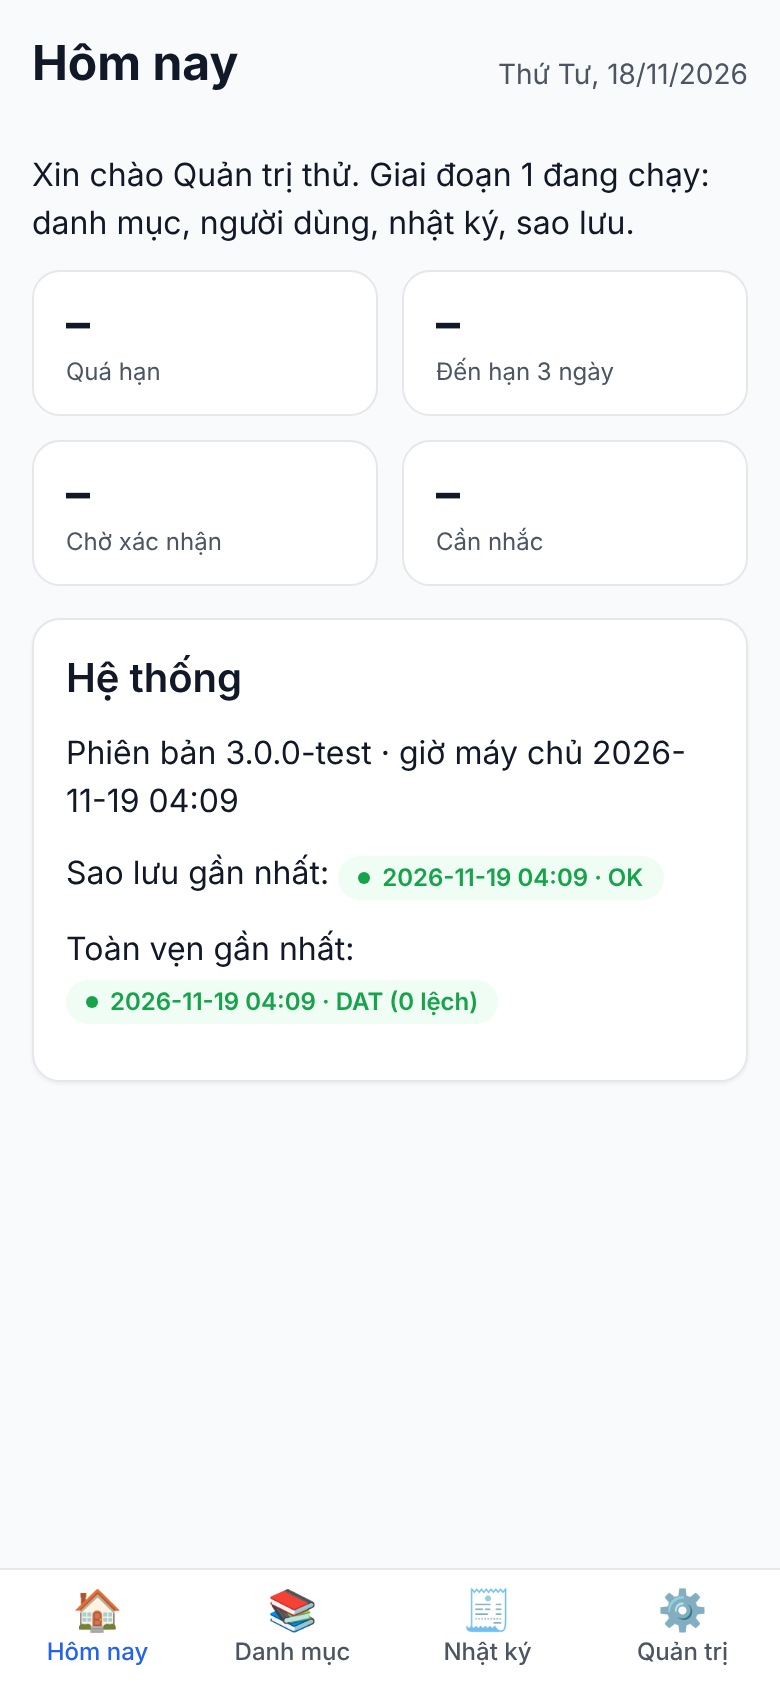 Hôm nay
Thứ Tư, 18/11/2026
Xin chào Quản trị thử. Giai đoạn 1 đang chạy:
danh mục, người dùng, nhật ký, sao lưu.
–
Quá hạn
–
Đến hạn 3 ngày
–
Chờ xác nhận
–
Cần nhắc
Hệ thống
Phiên bản 3.0.0-test · giờ máy chủ 2026-
11-19 04:09
Sao lưu gần nhất: 2026-11-19 04:09 · OK
Toàn vẹn gần nhất:
2026-11-19 04:09 · DAT (0 lệch)
Hôm nay
Danh mục
Nhật ký
Quản trị